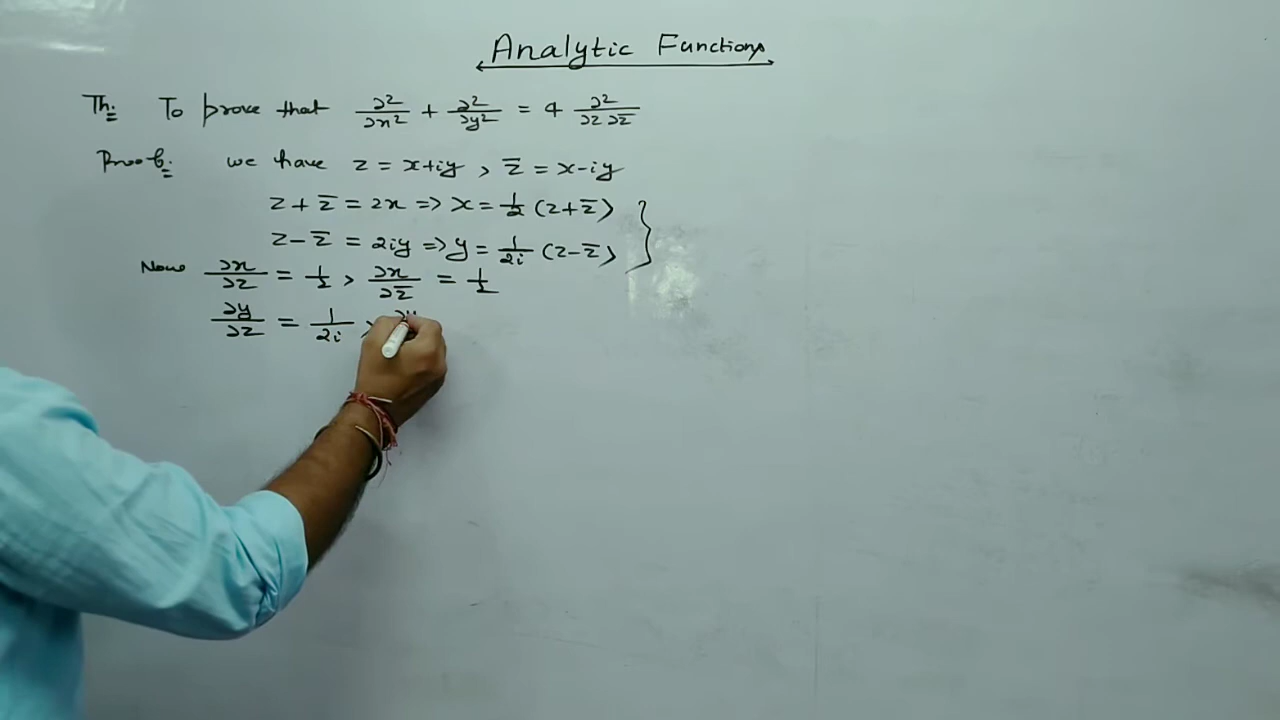 Analytic Functions
Th: To prove that ∂²/∂x² + ∂²/∂y² = 4 ∂²/∂z ∂z̄
Proof: we have z = x+iy , z̄ = x-iy
z + z̄ = 2x => x = 1/2 (z+z̄)
z - z̄ = 2iy => y = 1/2i (z-z̄)
Now ∂x/∂z = 1/2 , ∂x/∂z̄ = 1/2
∂y/∂z = 1/2i ,